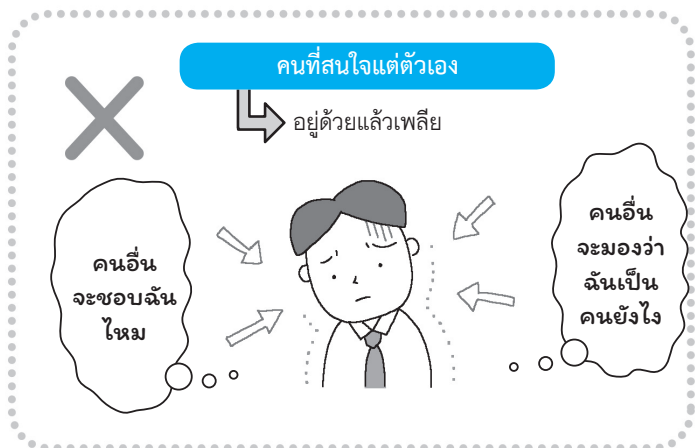 คนที่สนใจแต่ตัวเอง
อยู่ด้วยแล้วเพลีย
คนอื่น
จะชอบฉัน
ไหม
คนอื่น
จะมองว่า
ฉันเป็น
คนยังไง